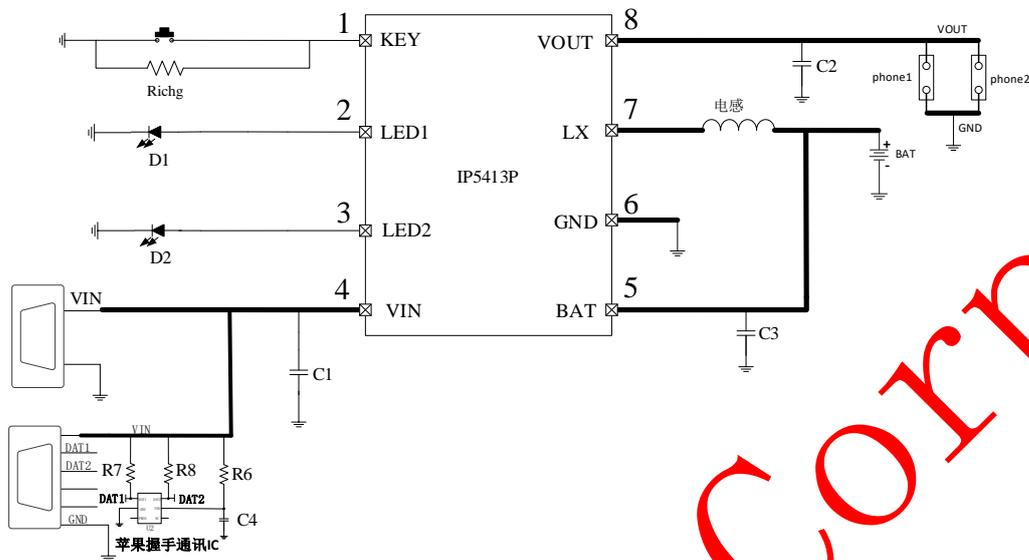 1
KEY
Richg
2
LED1
D1
3
LED2
D2
4
VIN
VIN
C1
IP5413P
8
VOUT
VOUT
C2
phone1
phone2
GND
7
LX
电感
BAT
+
-
6
GND
5
BAT
C3
VIN
DAT1
DAT2
GND
R7
R8
R6
DAT1
DAT2
U2
C4
苹果握手通讯IC
Corp